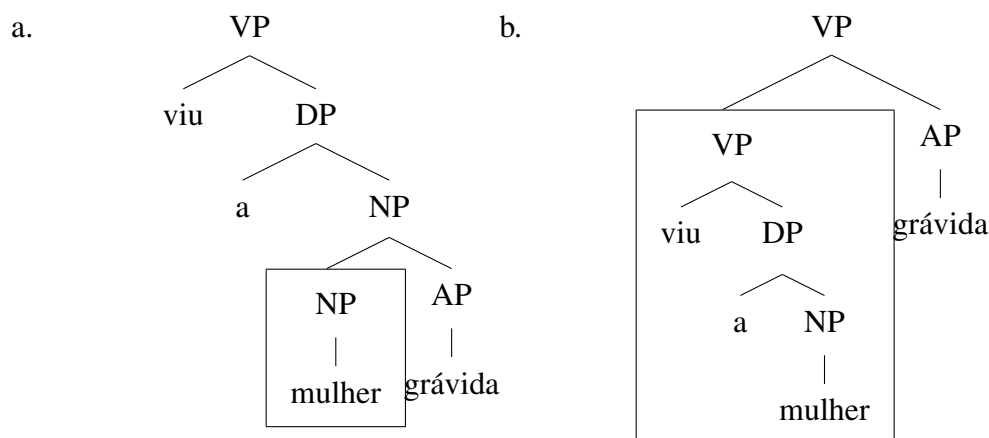 a. VP b. VP
viu DP VP AP
a NP viu DP grávida
NP AP a NP
mulher grávida mulher